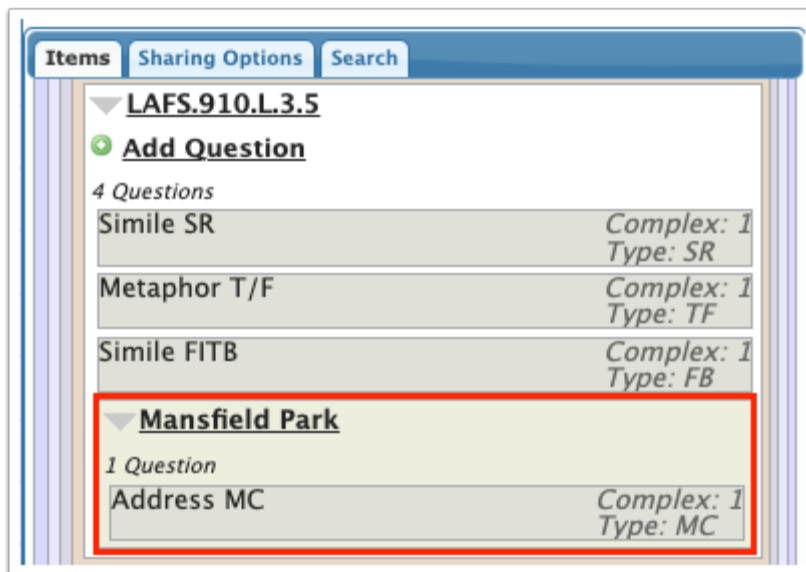 Items Sharing Options Search
LAFS.910.L.3.5
Add Question
4 Questions
Simile SR Complex: 1
Type: SR
Metaphor T/F Complex: 1
Type: TF
Simile FITB Complex: 1
Type: FB
Mansfield Park
1 Question
Address MC Complex: 1
Type: MC